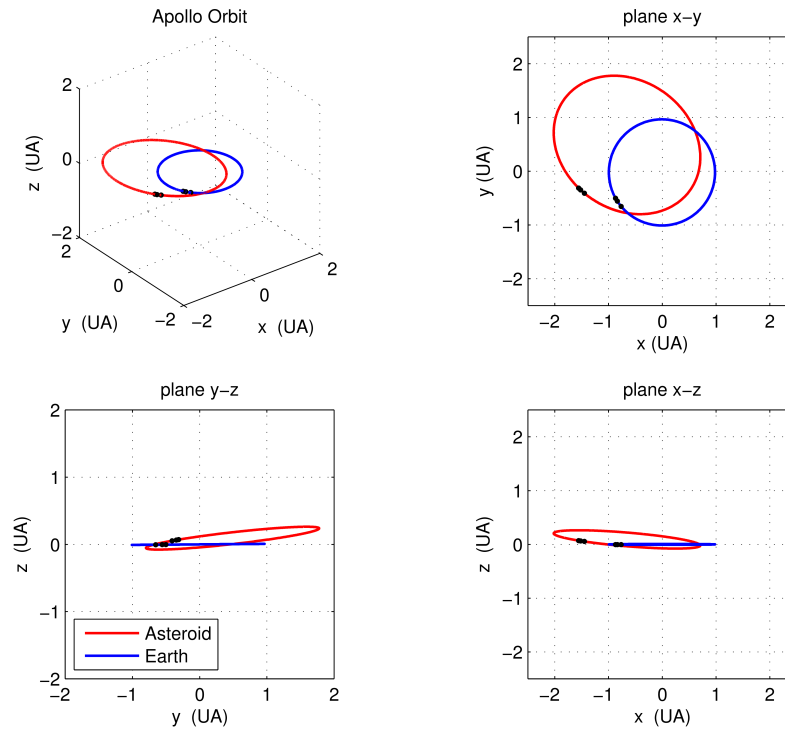 Apollo Orbit
2
0
−2
z (UA)
2
0
−2
y (UA)
−2
0
2
x (UA)
plane x−y
2
1
0
−1
−2
y (UA)
−2 −1 0 1 2
x (UA)
plane y−z
2
1
0
−1
−2
z (UA)
Asteroid
Earth
−2 −1 0 1 2
y (UA)
plane x−z
2
1
0
−1
−2
z (UA)
−2 −1 0 1 2
x (UA)